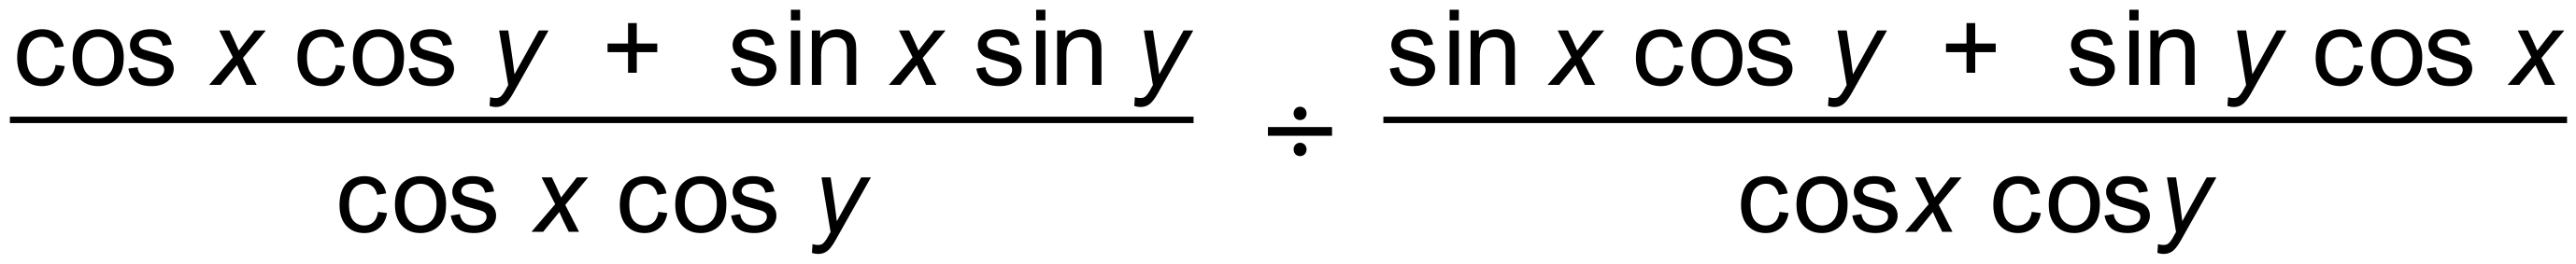 cos x cos y + sin x sin y ÷ sin x cos y + sin y cos x
cos x cos y cosx cosy